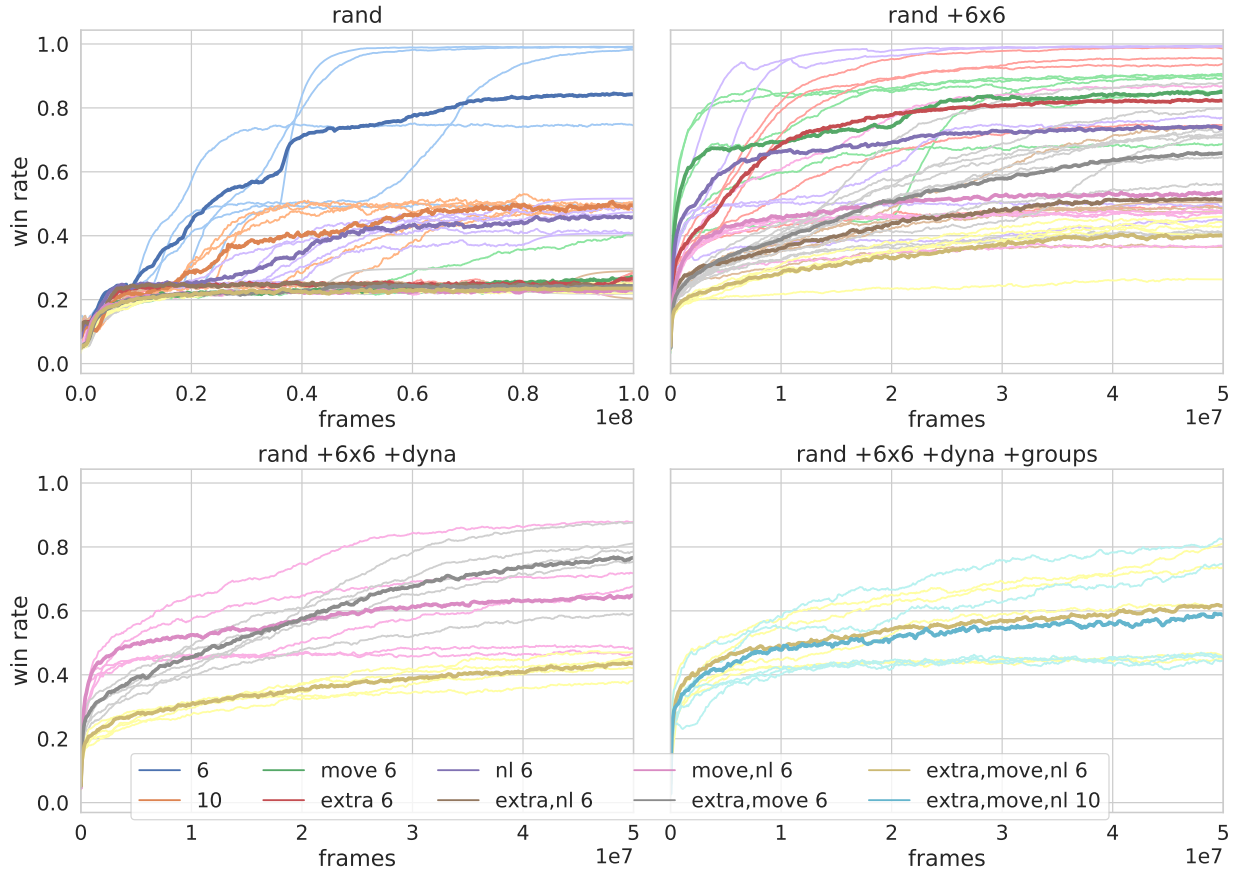 rand
rand +6x6
1.0
0.8
0.6
0.4
0.2
0.0
win rate
0.0 0.2 0.4 0.6 0.8 1.0
frames
1e8
0 1 2 3 4 5
frames
1e7
rand +6x6 +dyna
rand +6x6 +dyna +groups
1.0
0.8
0.6
0.4
0.2
0.0
win rate
6 move 6 nl 6 move,nl 6 extra,move,nl 6
10 extra 6 extra,nl 6 extra,move 6 extra,move,nl 10
0 1 2 3 4 5
frames
1e7
0 1 2 3 4 5
frames
1e7